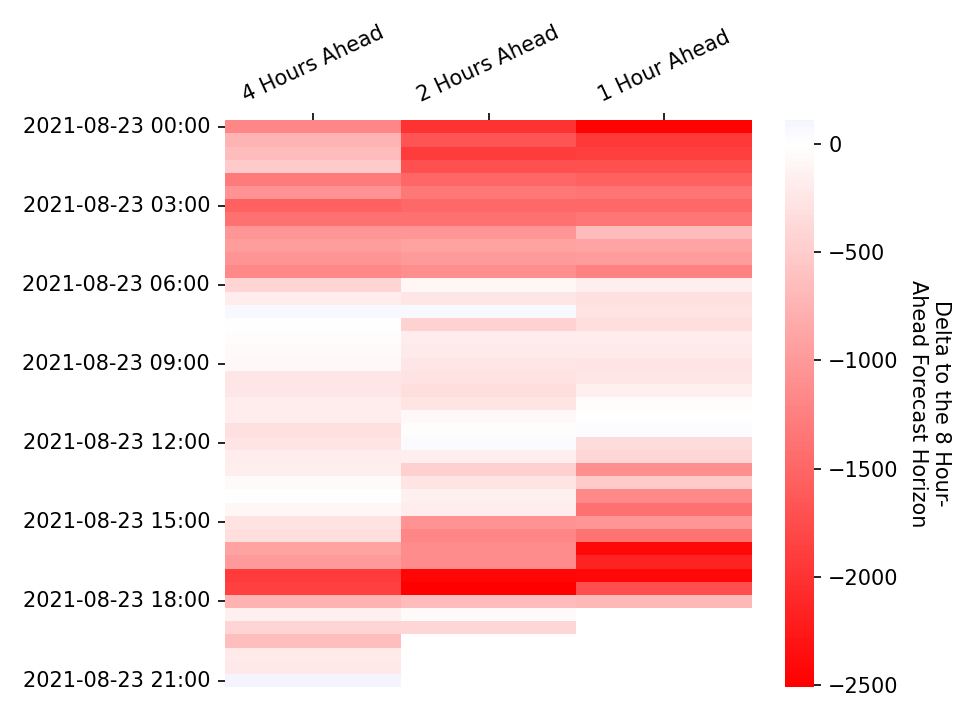 4 Hours Ahead
2 Hours Ahead
1 Hour Ahead
2021-08-23 00:00
2021-08-23 03:00
2021-08-23 06:00
2021-08-23 09:00
2021-08-23 12:00
2021-08-23 15:00
2021-08-23 18:00
2021-08-23 21:00
0
−500
−1000
−1500
−2000
−2500
Delta to the 8 Hour-
Ahead Forecast Horizon